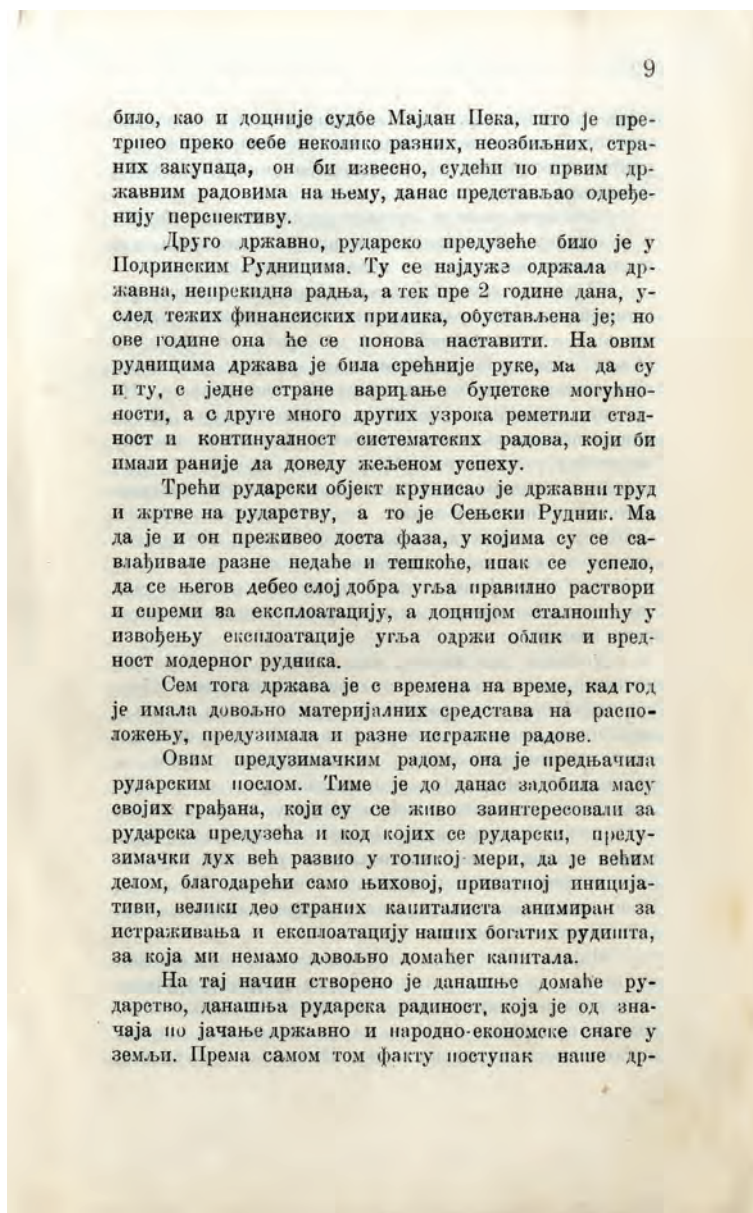 9
било, као и доцније судбе Мајдан Пека, што је пре-
трпео преко себе неколико разних, неозбиљних, стра-
них закупаца, он би извесно, судећи по првим др-
жавним радовима на њему, данас представљао одређе-
нију перспективу.
Друго државно, рударско предузеће било је у
Подринским Рудницима. Ту се најдуже одржала др-
жавна, непрекидна радња, а тек пре 2 године дана, у-
след тежих финансиских прилика, обустављена је; но
ове године она ће се понова наставити. На овим
рудницима држава је била срећније руке, ма да су
и ту, с једне стране варирање буџетске могућно-
ности, а с друге много других узрока реметили стал-
ност и континуалност систематских радова, који би
имали раније да доведу жељеном успеху.
Трећи рударски објект крунисао је државни труд
и жртве на рударству, а то је Сењски Рудник. Ма
да је и он преживео доста фаза, у којима су се са-
влађивале разне недаће и тешкоће, ипак се успело,
да се његов дебео слој добра угља правилно раствори
и спреми за експлоатацију, а доцнијом сталношћу у
извођењу експлоатације угља одржи облик и вред-
ност модерног рудника.
Сем тога држава је с времена на време, кад год
је имала довољно материјалних средстава на распо-
ложењу, предузимала и разне исгражне радове.
Овим предузимачким радом, она је предњачила
рударским послом. Тиме је до данас задобила масу
својих грађана, који су се живо заинтересовали за
рударска предузећа и код којих се рударски, преду-
зимачки дух већ развио у толикој мери, да је већим
делом, благодарећи само њиховој, приватној инициja-
тиви, велики део страних капиталиста анимиран за
истраживања и експлоатацију наших богатих рудишта,
за која ми немамо довољно домаћег капитала.
На тај начин створено је данашње домаће ру-
дарство, данашња рударска радиност, која је од зна-
чаја по јачање државно и народно-економске снаге у
земљи. Према самом том факту поступак наше др-